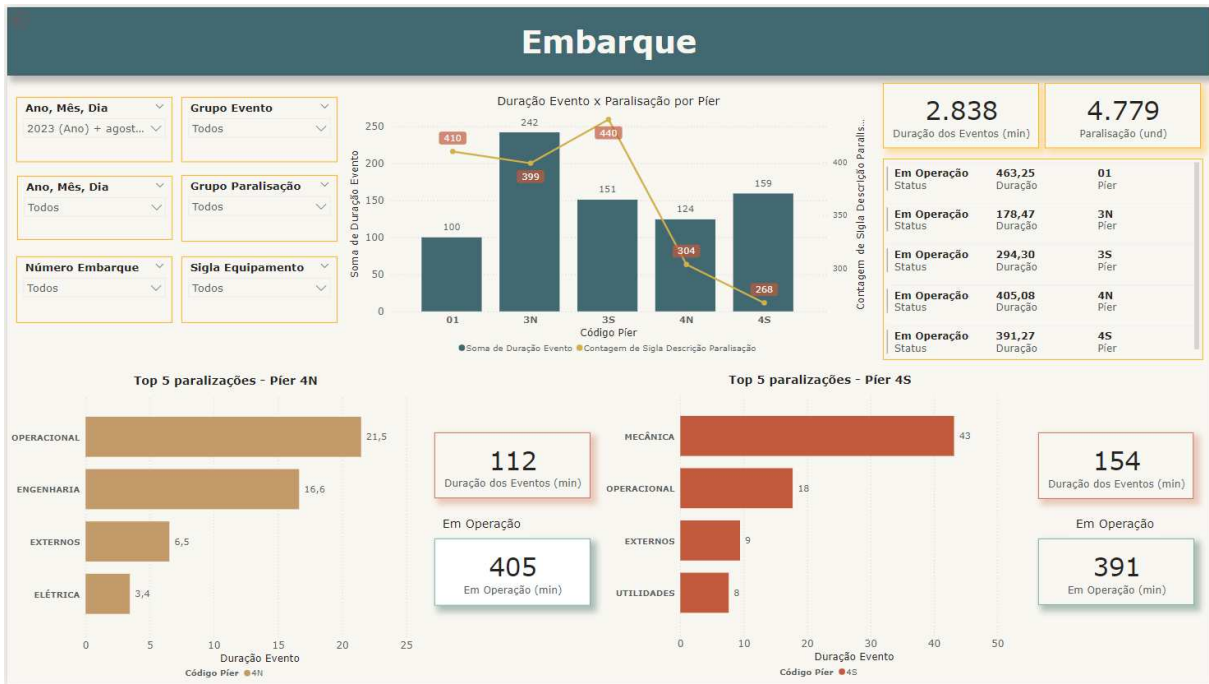 Embarque
Ano, Mês, Dia
2023 (Ano) + agost...
Grupo Evento
Todos
Ano, Mês, Dia
Todos
Grupo Paralisação
Todos
Número Embarque
Todos
Sigla Equipamento
Todos
Duração Evento x Paralisação por Píer
Soma de Duração Evento
250
200
150
100
50
0
410
242
399
440
151
124
304
159
268
100
400
350
300
Contagem de Sigla Descrição Paralis...
01 3N 3S 4N 4S
Código Píer
Soma de Duração Evento Contagem de Sigla Descrição Paralisação
2.838
Duração dos Eventos (min)
4.779
Paralisação (und)
Em Operação 463,25 01
Status Duração Píer
Em Operação 178,47 3N
Status Duração Píer
Em Operação 294,30 3S
Status Duração Píer
Em Operação 405,08 4N
Status Duração Píer
Em Operação 391,27 4S
Status Duração Píer
Top 5 paralizações - Píer 4N
OPERACIONAL 21,5
ENGENHARIA 16,6
EXTERNOS 6,5
ELÉTRICA 3,4
0 5 10 15 20 25
Duração Evento
Código Píer 4N
112
Duração dos Eventos (min)
Em Operação
405
Em Operação (min)
Top 5 paralizações - Píer 4S
MECÂNICA 43
OPERACIONAL 18
EXTERNOS 9
UTILIDADES 8
0 10 20 30 40 50
Duração Evento
Código Píer 4S
154
Duração dos Eventos (min)
Em Operação
391
Em Operação (min)